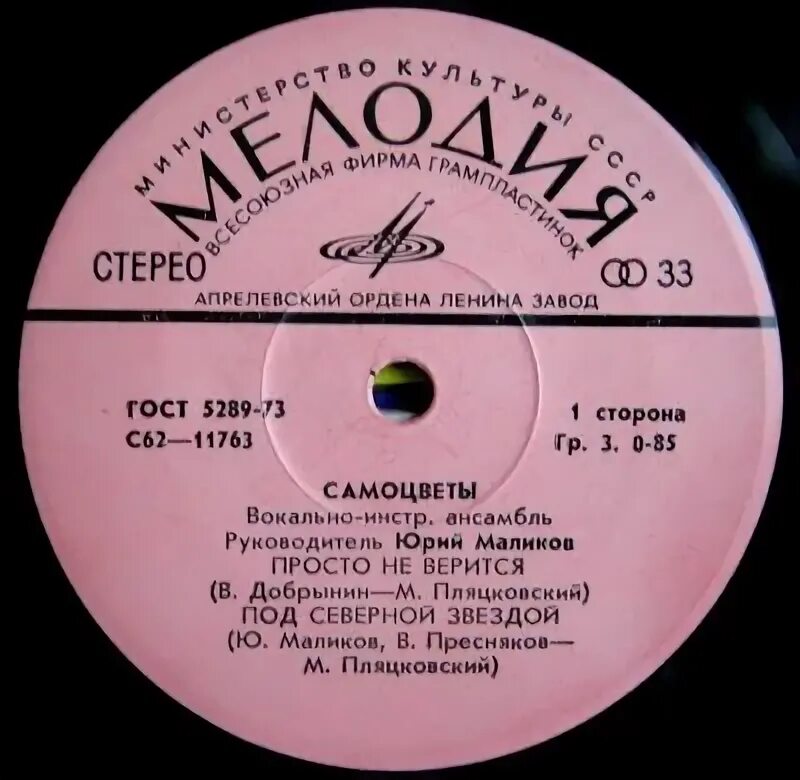 МИНИСТЕРСТВО КУЛЬТУРЫ СССР
МЕЛОДИЯ
ВСЕСОЮЗНАЯ ФИРМА ГРАМПЛАСТИНОК
СТЕРЕО 33
АПРЕЛЕВСКИЙ ОРДЕНА ЛЕНИНА ЗАВОД
ГОСТ 5289-73 1 сторона
С62—11763 Гр. 3. 0-85
САМОЦВЕТЫ
Вокально-инстр. ансамбль
Руководитель Юрий Маликов
ПРОСТО НЕ ВЕРИТСЯ
(В. Добрынин—М. Пляцковский)
ПОД СЕВЕРНОЙ ЗВЕЗДОЙ
(Ю. Маликов, В. Пресняков—
М. Пляцковский)